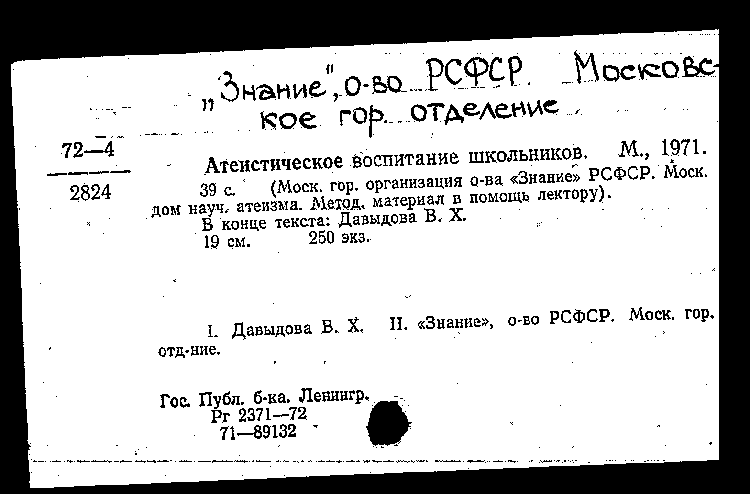 „Знание", о-во РСФСР. Московс-
кое гор. отделение
72—4
2824
Атеистическое воспитание школьников. М., 1971.
39 с. (Моск. гор. организация о-ва «Знание» РСФСР. Моск.
дом науч. атеизма. Метод. материал в помощь лектору).
В конце текста: Давыдова В. Х.
19 см. 250 экз.
I. Давыдова В. Х. II. «Знание», о-во РСФСР. Моск. гор.
отд-ние.
Гос. Публ. б-ка. Ленингр.
Рг 2371—72
71—89132